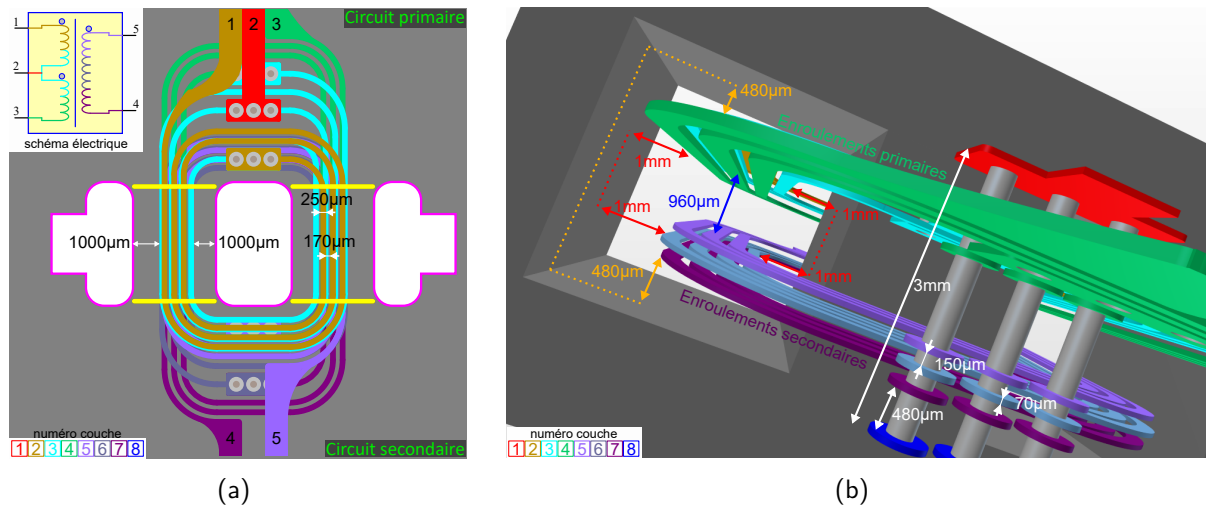 1
2
3
5
4
schéma électrique
1
2
3
Circuit primaire
250µm
1000µm
1000µm
170µm
4
5
numéro couche
1 2 3 4 5 6 7 8
Circuit secondaire
(a)
480µm
Enroulements primaires
1mm
960µm
1mm
1mm
1mm
480µm
3mm
Enroulements secondaires
150µm
70µm
480µm
numéro couche
1 2 3 4 5 6 7 8
(b)